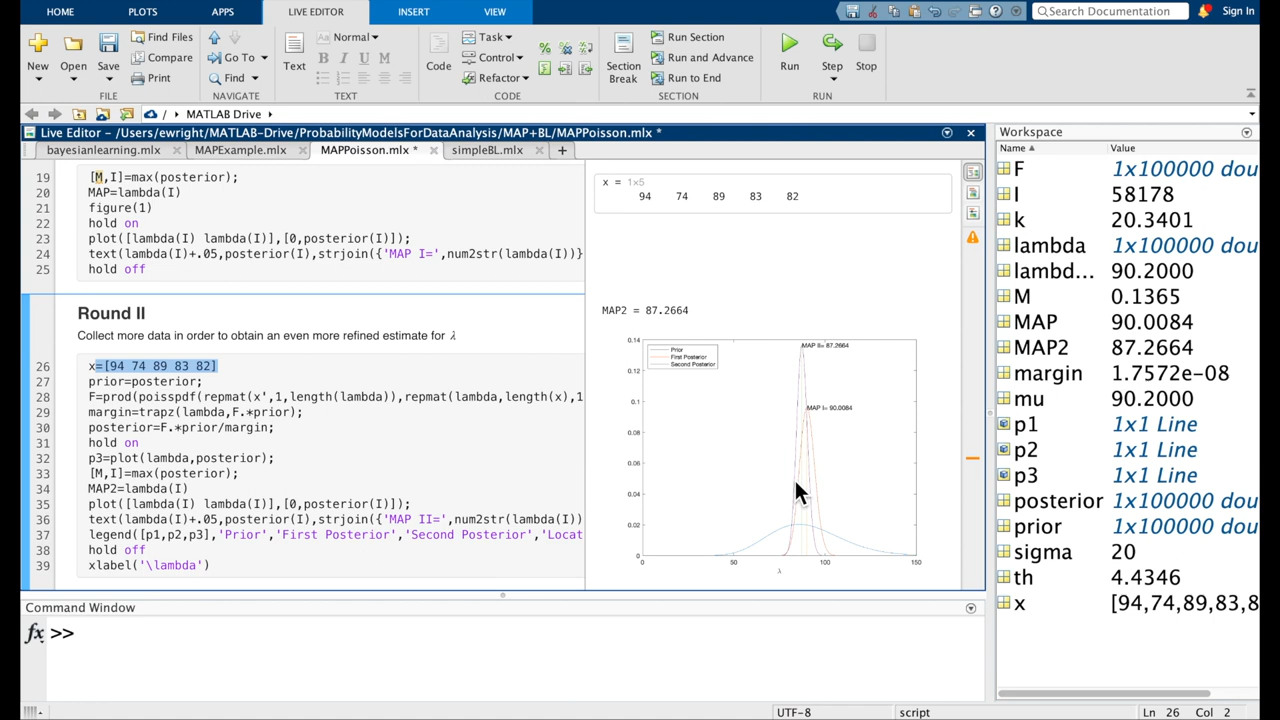 HOME PLOTS APPS LIVE EDITOR INSERT VIEW Search Documentation Sign In
New Open Save Find Files Compare Print
FILE
Go To Find
NAVIGATE
Text Aa Normal B I U M
TEXT
Code Task Control Refactor
CODE
Section Break Run Section Run and Advance Run to End
SECTION
Run Step Stop
RUN
/ MATLAB Drive
Live Editor - /Users/ewright/MATLAB-Drive/ProbabilityModelsForDataAnalysis/MAP+BL/MAPPoisson.mlx *
bayesianlearning.mlx MAPExample.mlx MAPPoisson.mlx * simpleBL.mlx
19 [M,I]=max(posterior);
20 MAP=lambda(I)
21 figure(1)
22 hold on
23 plot([lambda(I) lambda(I)],[0,posterior(I)]);
24 text(lambda(I)+.05,posterior(I),strjoin({'MAP I=',num2str(lambda(I))}
25 hold off
Round II
Collect more data in order to obtain an even more refined estimate for λ
26 x=[94 74 89 83 82]
27 prior=posterior;
28 F=prod(poisspdf(repmat(x',1,length(lambda)),repmat(lambda,length(x),1
29 margin=trapz(lambda,F.*prior);
30 posterior=F.*prior/margin;
31 hold on
32 p3=plot(lambda,posterior);
33 [M,I]=max(posterior);
34 MAP2=lambda(I)
35 plot([lambda(I) lambda(I)],[0,posterior(I)]);
36 text(lambda(I)+.05,posterior(I),strjoin({'MAP II=',num2str(lambda(I))
37 legend([p1,p2,p3],'Prior','First Posterior','Second Posterior','Locat
38 hold off
39 xlabel('\lambda')
x = 1x5
94 74 89 83 82
MAP2 = 87.2664
0.14
0.12
0.1
0.08
0.06
0.04
0.02
0
0 50 100 150
λ
Prior
First Posterior
Second Posterior
MAP II= 87.2664
MAP I= 90.0084
Workspace
Name Value
F 1x100000 dou
I 58178
k 20.3401
lambda 1x100000 dou
lambd... 90.2000
M 0.1365
MAP 90.0084
MAP2 87.2664
margin 1.7572e-08
mu 90.2000
p1 1x1 Line
p2 1x1 Line
p3 1x1 Line
posterior 1x100000 dou
prior 1x100000 dou
sigma 20
th 4.4346
x [94,74,89,83,8
Command Window
fx >>
UTF-8 script Ln 26 Col 2